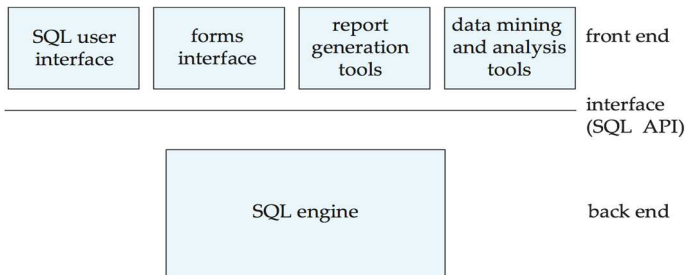 SQL user
interface
forms
interface
report
generation
tools
data mining
and analysis
tools
front end
interface
(SQL API)
SQL engine
back end